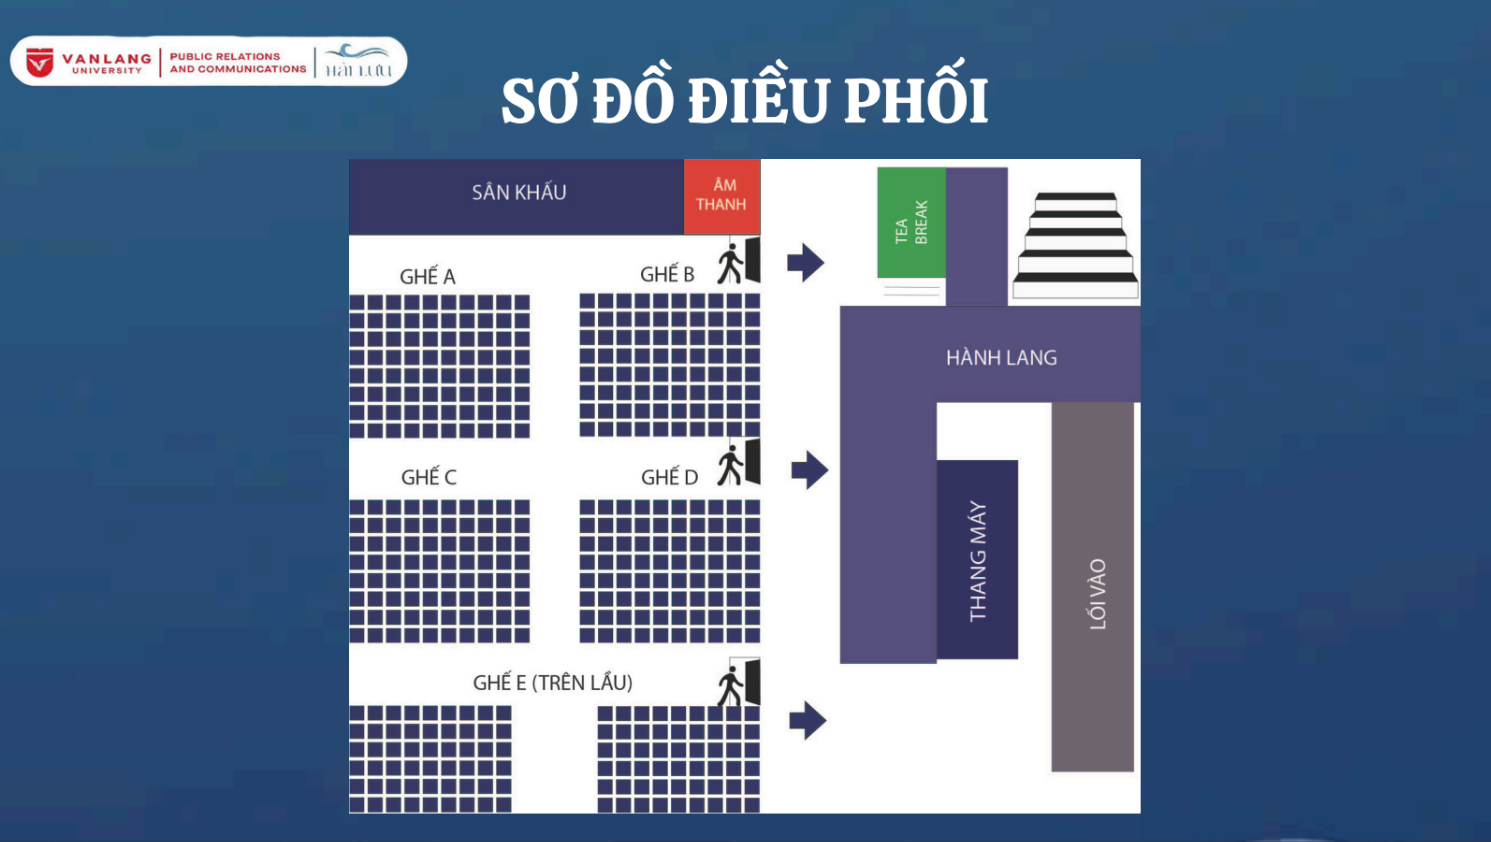 VANLANG
UNIVERSITY
PUBLIC RELATIONS
AND COMMUNICATIONS
HẢI LƯU
SƠ ĐỒ ĐIỀU PHỐI
SÂN KHẤU
ÂM
THANH
TEA
BREAK
GHẾ A
GHẾ B
HÀNH LANG
GHẾ C
GHẾ D
THANG MÁY
LỐI VÀO
GHẾ E (TRÊN LẦU)